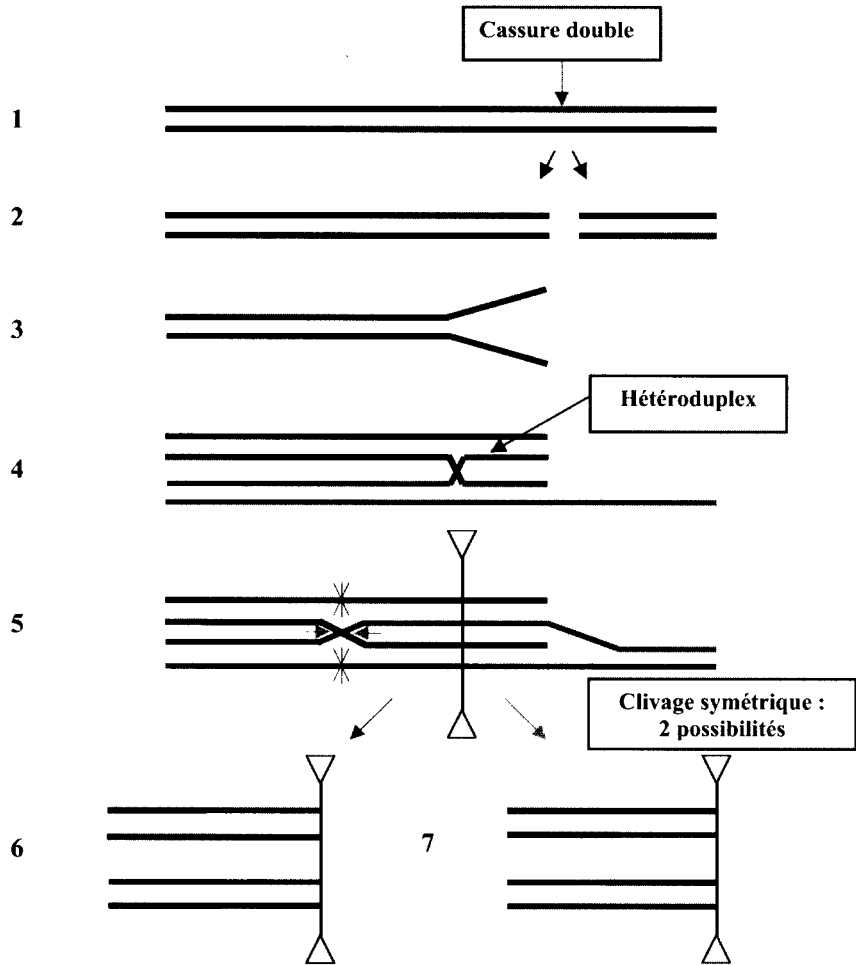 Cassure double
1
2
3
Hétéroduplex
4
5
Clivage symétrique :
2 possibilités
6
7